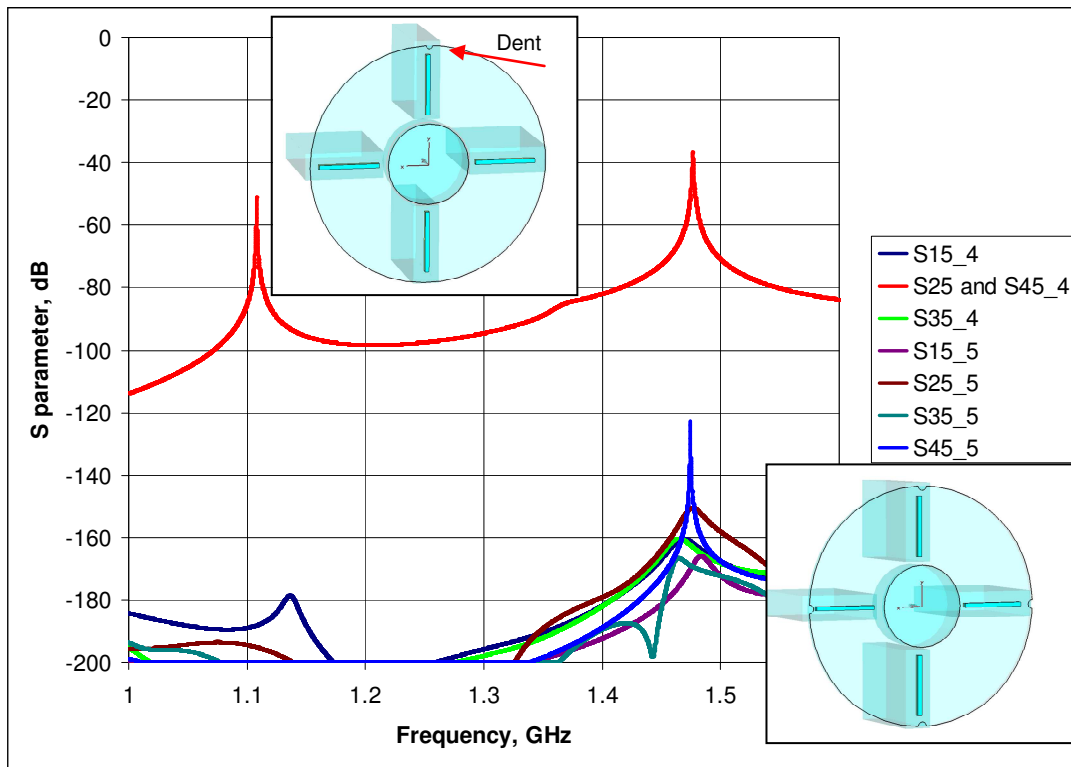 Dent
0
-20
-40
-60
-80
-100
-120
-140
-160
-180
-200
S parameter, dB
1
1.1
1.2
1.3
1.4
1.5
Frequency, GHz
S15_4
S25 and S45_4
S35_4
S15_5
S25_5
S35_5
S45_5